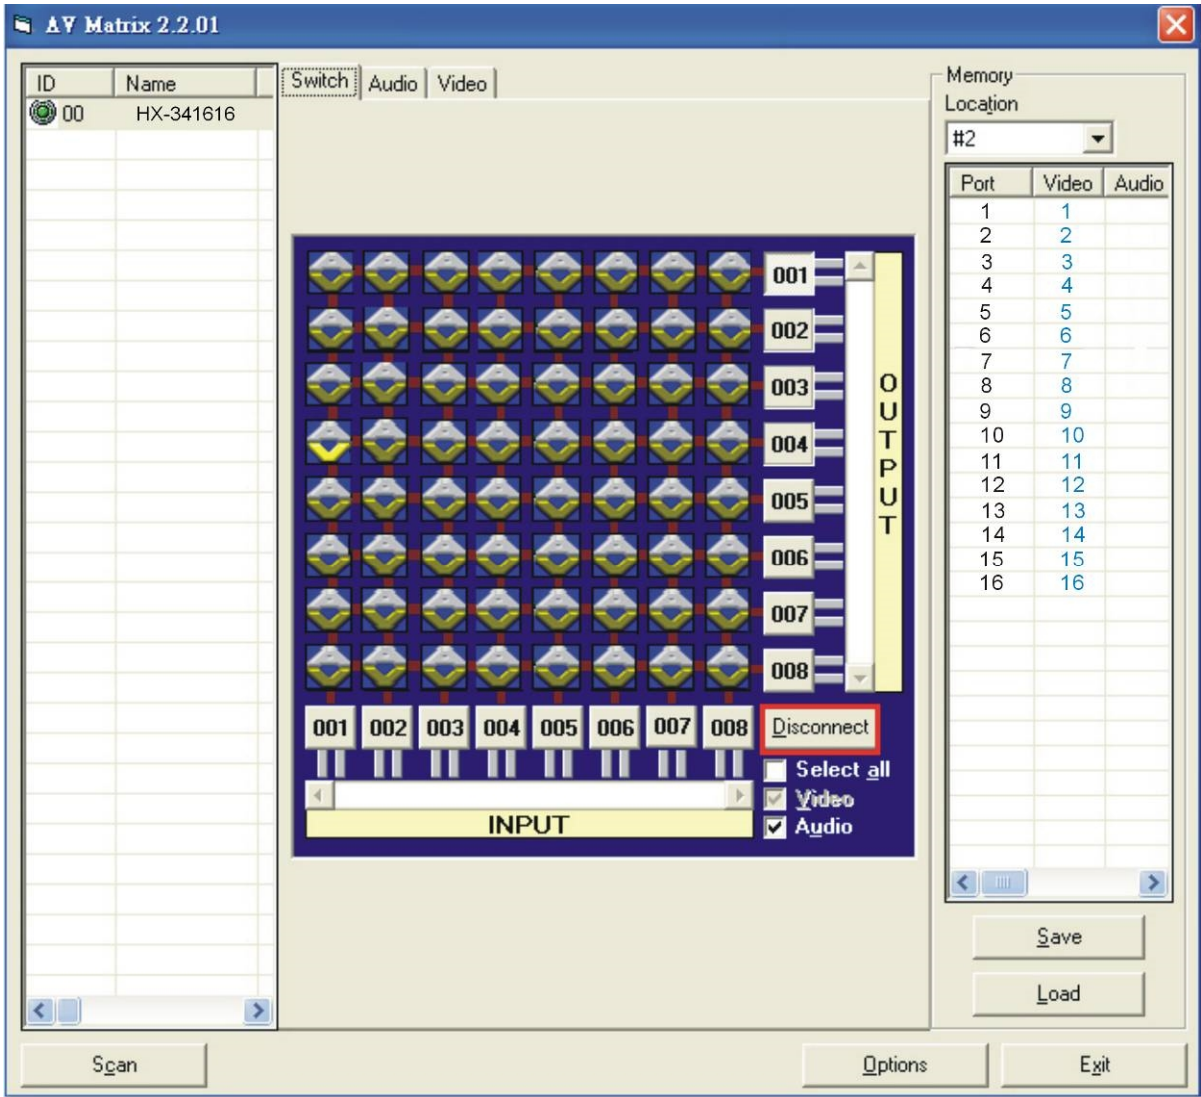 AV Matrix 2.2.01
ID Name
00 HX-341616
Switch Audio Video
001
002
003
004
005
006
007
008
OUTPUT
001 002 003 004 005 006 007 008
Disconnect
Select all
Video
Audio
INPUT
Memory
Location
#2
Port Video Audio
1 1
2 2
3 3
4 4
5 5
6 6
7 7
8 8
9 9
10 10
11 11
12 12
13 13
14 14
15 15
16 16
Save
Load
Scan
Options
Exit